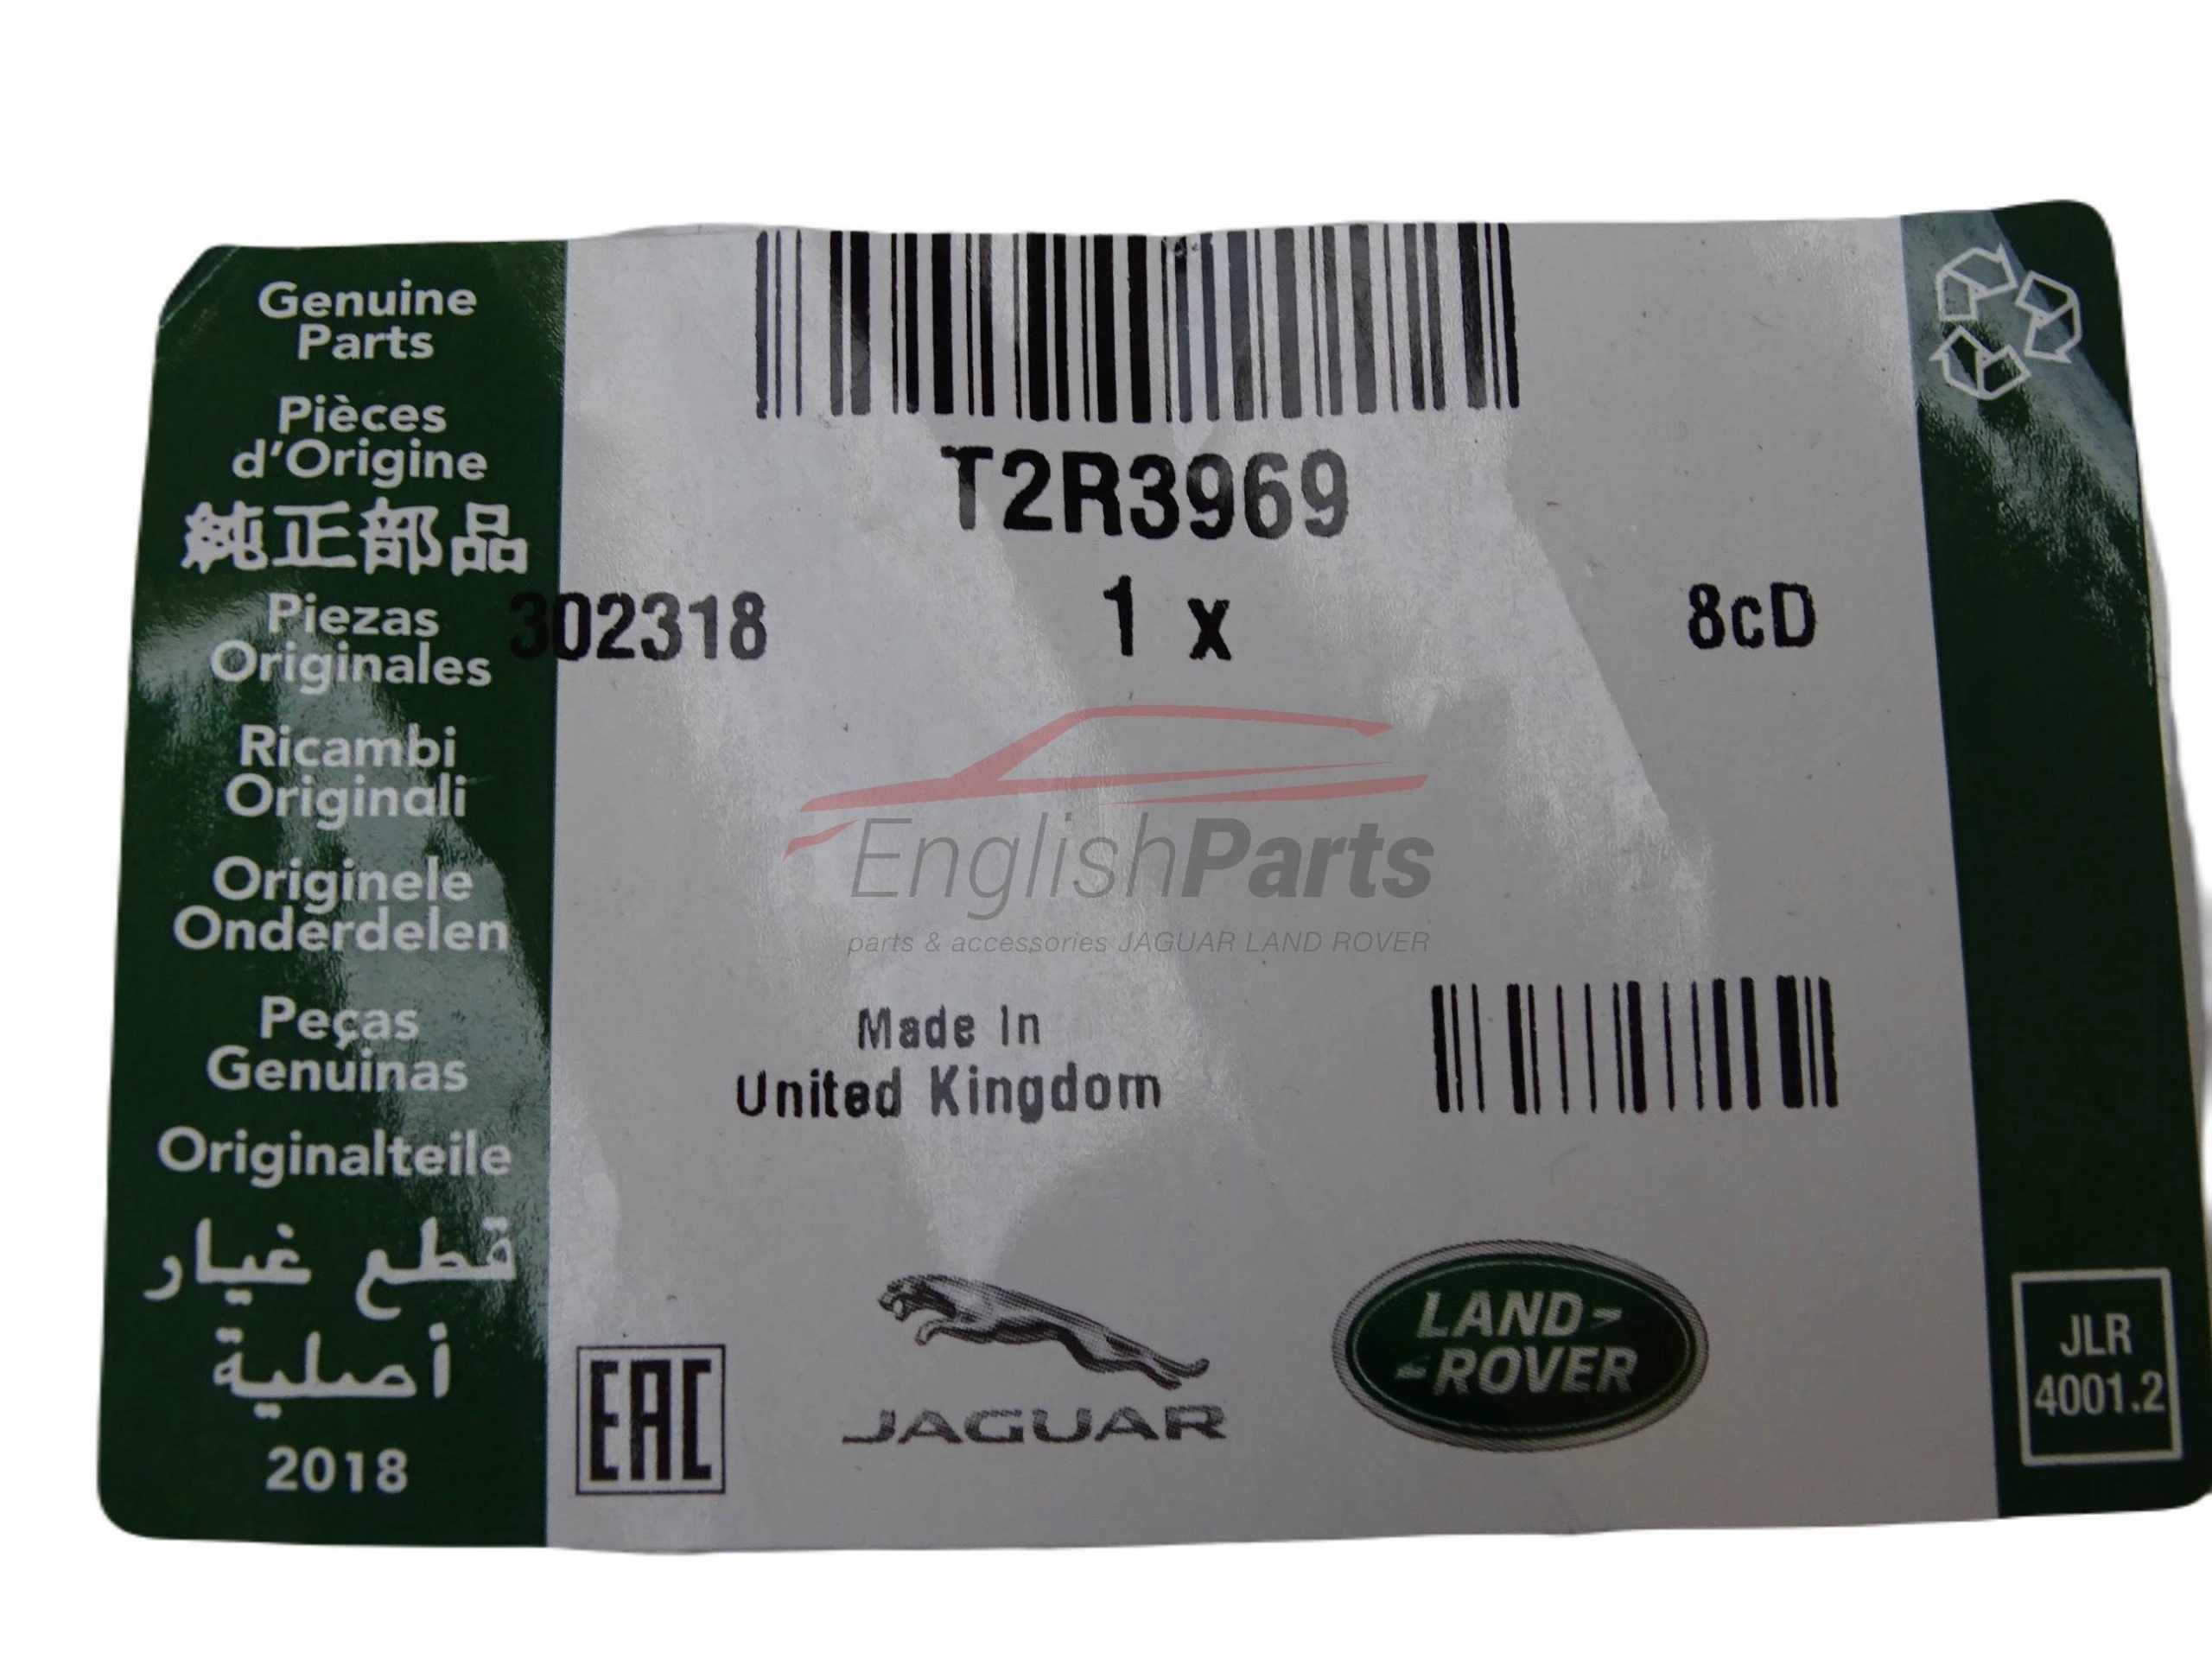 Genuine
Parts
Pièces
d'Origine
純正部品
Piezas
Originales
Ricambi
Originali
Originele
Onderdelen
Peças
Genuinas
Originalteile
قطع غيار
أصلية
2018
T2R3969
302318 1 x 8cD
EnglishParts
parts & accessories JAGUAR LAND ROVER
Made In
United Kingdom
EAC
JAGUAR
LAND-
-ROVER
JLR
4001.2